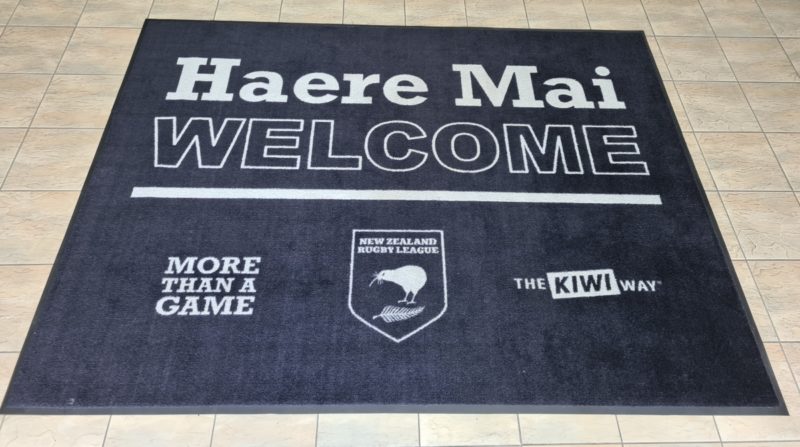 Haere Mai
WELCOME
MORE
THAN A
GAME
NEW ZEALAND
RUGBY LEAGUE
THE KIWI WAY